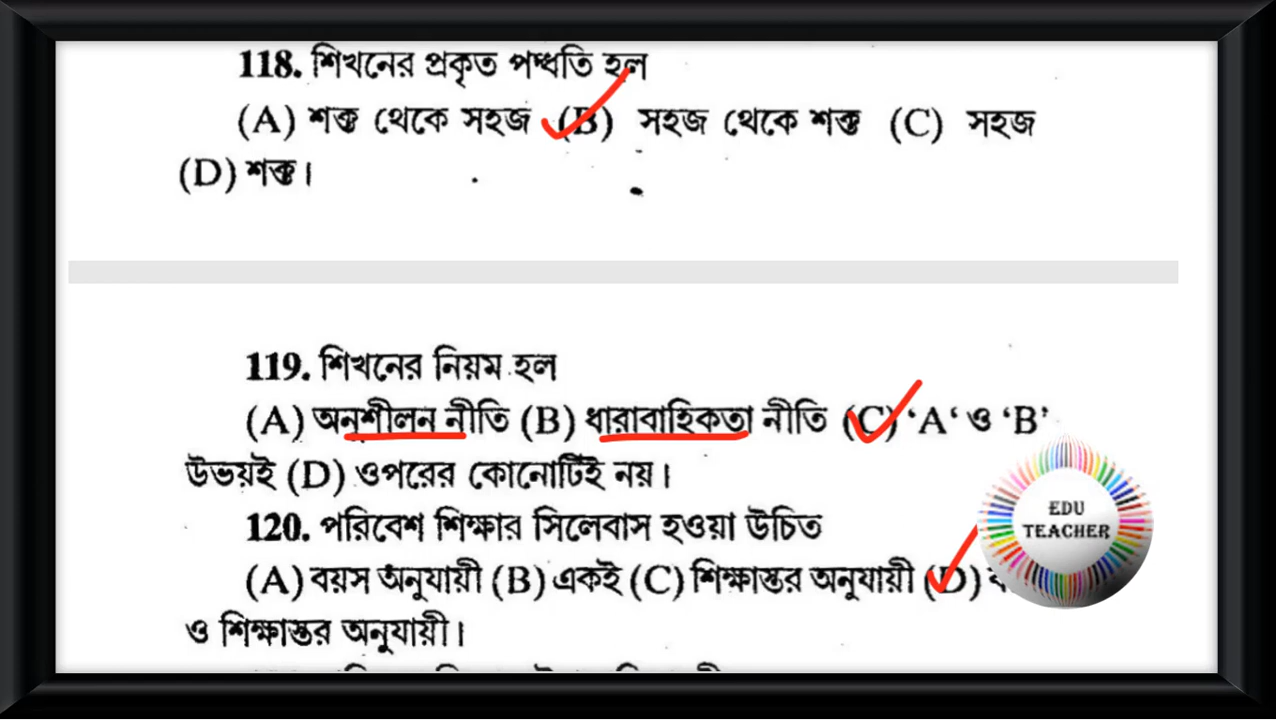 118. শিখনের প্রকৃত পদ্ধতি হল
(A) শক্ত থেকে সহজ (B) সহজ থেকে শক্ত (C) সহজ
(D) শক্ত।
119. শিখনের নিয়ম হল
(A) অনুশীলন নীতি (B) ধারাবাহিকতা নীতি (C) ‘A‘ ও ‘B’
উভয়ই (D) ওপরের কোনোটিই নয়।
120. পরিবেশ শিক্ষার সিলেবাস হওয়া উচিত
(A) বয়স অনুযায়ী (B) একই (C) শিক্ষাস্তর অনুযায়ী (D)
ও শিক্ষাস্তর অনুযায়ী।
EDU
TEACHER